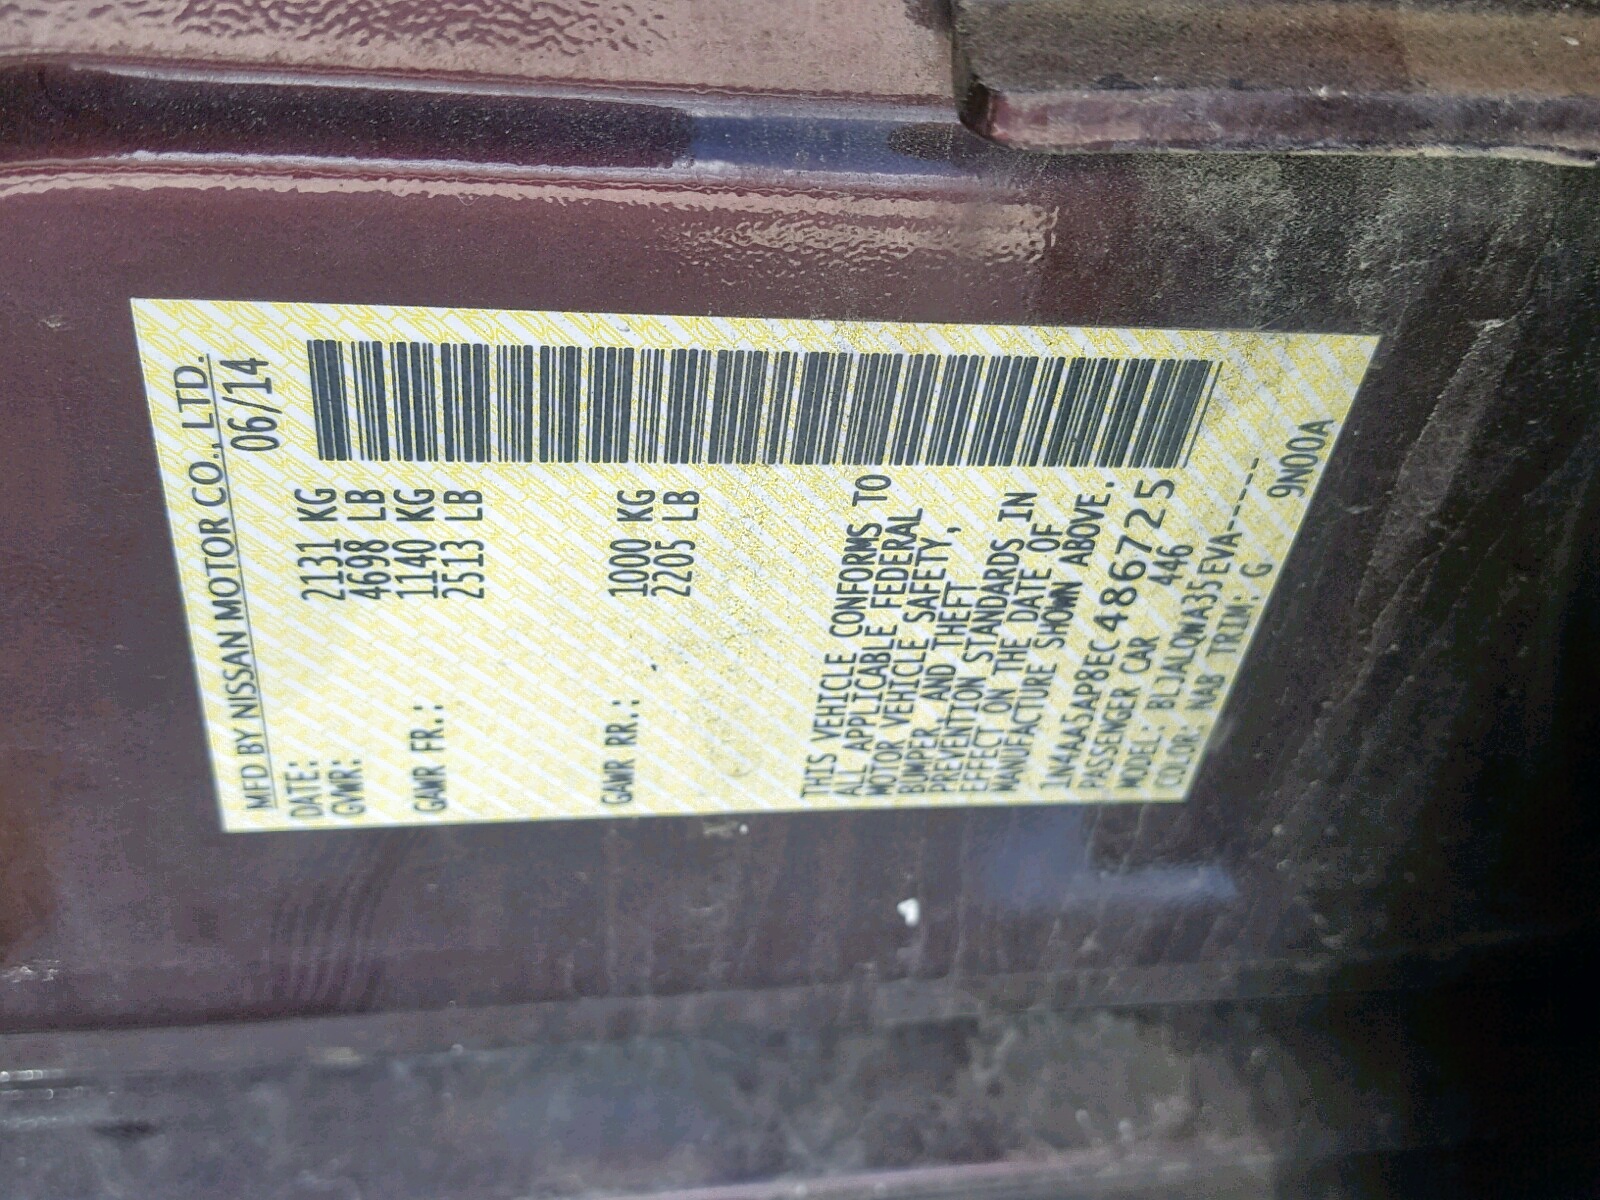 MFD BY NISSAN MOTOR CO., LTD.
DATE: 06/14
GVWR: 2131 KG
4698 LB
GAWR FR.: 1140 KG
2513 LB
GAWR RR.: 1000 KG
2205 LB
THIS VEHICLE CONFORMS TO
ALL APPLICABLE FEDERAL
MOTOR VEHICLE SAFETY,
BUMPER, AND THEFT
PREVENTION STANDARDS IN
EFFECT ON THE DATE OF
MANUFACTURE SHOWN ABOVE.
1N4AA5AP8EC486725
PASSENGER CAR 446
MODEL: BLJALQWA35EVA-----
COLOR: NAB TRIM: G 9N00A